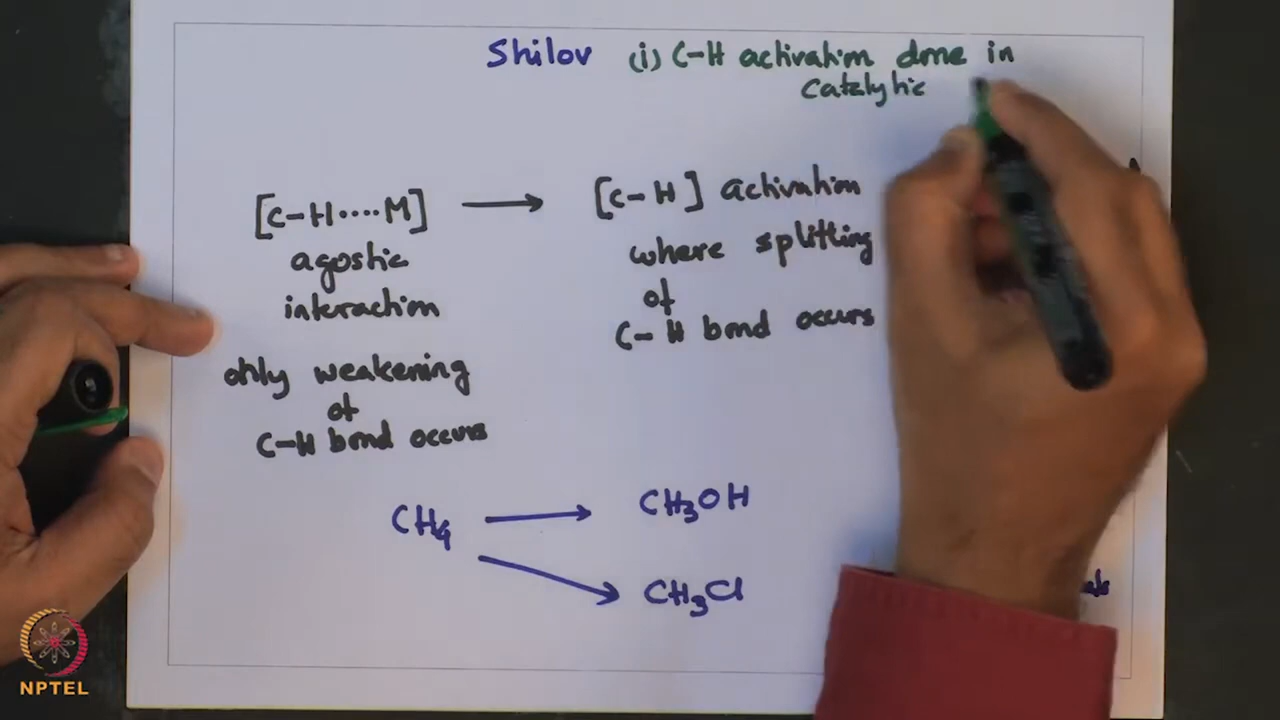 Shilov (i) C-H activation done in
catalytic
[C-H....M] → [C-H] activation
agostic
interaction
where splitting
of
C-H bond occurs
only weakening
of
C-H bond occurs
CH4 → CH3OH
→ CH3Cl
NPTEL